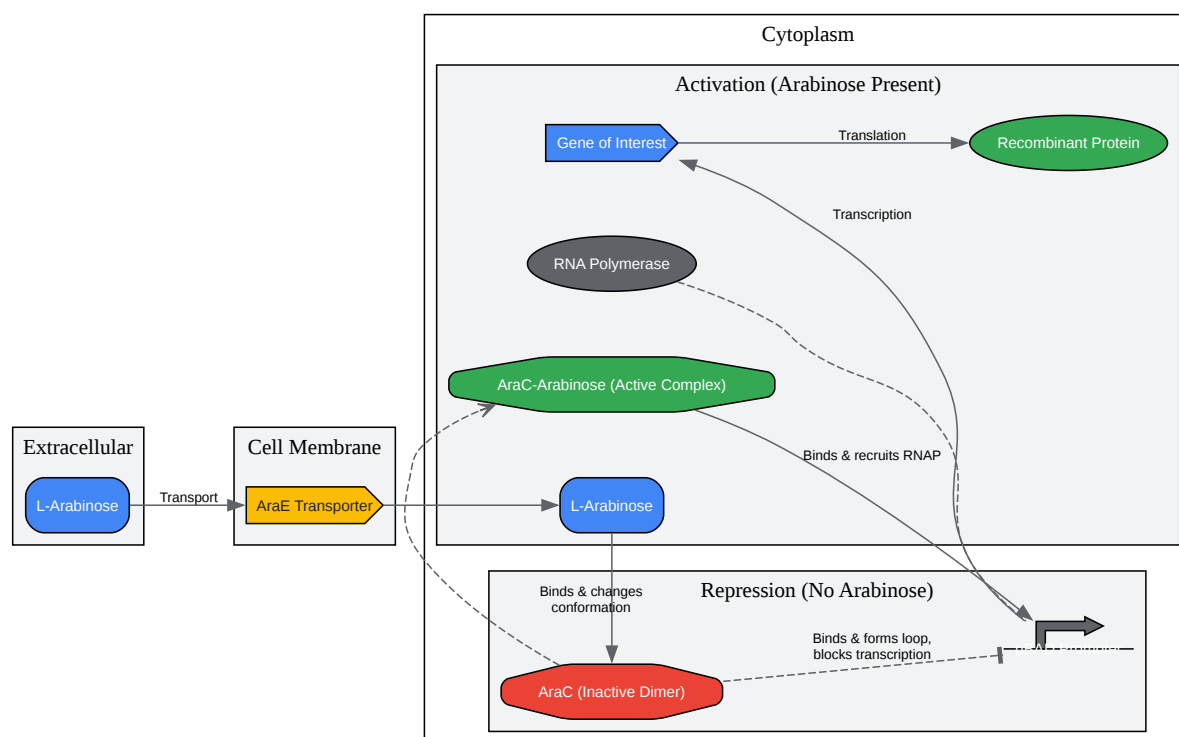 Cytoplasm
Activation (Arabinose Present)
Gene of Interest
Translation
Recombinant Protein
Transcription
RNA Polymerase
AraC-Arabinose (Active Complex)
Binds & recruits RNAP
Extracellular
L-Arabinose
Transport
Cell Membrane
AraE Transporter
L-Arabinose
Binds & changes
conformation
Repression (No Arabinose)
Binds & forms loop,
blocks transcription
AraC (Inactive Dimer)